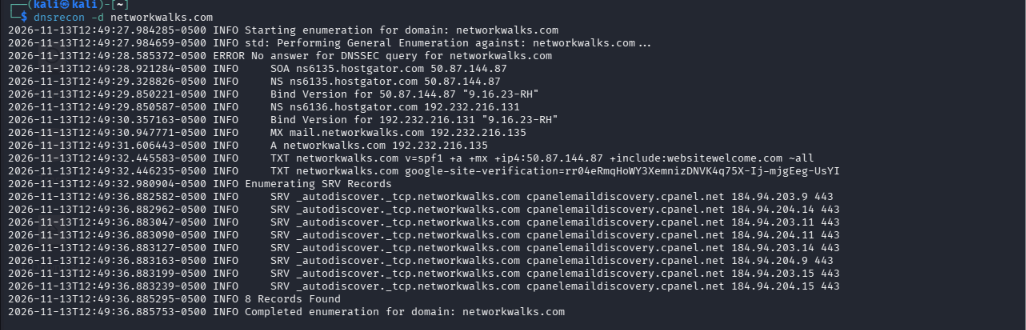 ┌──(kali㉿kali)-[~]
└─$ dnsrecon -d networkwalks.com
2026-11-13T12:49:27.984285-0500 INFO Starting enumeration for domain: networkwalks.com
2026-11-13T12:49:27.984659-0500 INFO std: Performing General Enumeration against: networkwalks.com...
2026-11-13T12:49:28.585372-0500 ERROR No answer for DNSSEC query for networkwalks.com
2026-11-13T12:49:28.921284-0500 INFO SOA ns6135.hostgator.com 50.87.144.87
2026-11-13T12:49:29.328826-0500 INFO NS ns6135.hostgator.com 50.87.144.87
2026-11-13T12:49:29.850221-0500 INFO Bind Version for 50.87.144.87 "9.16.23-RH"
2026-11-13T12:49:29.850587-0500 INFO NS ns6136.hostgator.com 192.232.216.131
2026-11-13T12:49:30.357163-0500 INFO Bind Version for 192.232.216.131 "9.16.23-RH"
2026-11-13T12:49:30.947771-0500 INFO MX mail.networkwalks.com 192.232.216.135
2026-11-13T12:49:31.606443-0500 INFO A networkwalks.com 192.232.216.135
2026-11-13T12:49:32.445583-0500 INFO TXT networkwalks.com v=spf1 +a +mx +ip4:50.87.144.87 +include:websitewelcome.com ~all
2026-11-13T12:49:32.446235-0500 INFO TXT networkwalks.com google-site-verification=rr04eRmqHoWY3XemnizDNVK4q75X-Ij-mjgEeg-UsYI
2026-11-13T12:49:32.980904-0500 INFO Enumerating SRV Records
2026-11-13T12:49:36.882582-0500 INFO SRV _autodiscover._tcp.networkwalks.com cpanelemaildiscovery.cpanel.net 184.94.203.9 443
2026-11-13T12:49:36.882962-0500 INFO SRV _autodiscover._tcp.networkwalks.com cpanelemaildiscovery.cpanel.net 184.94.204.14 443
2026-11-13T12:49:36.883047-0500 INFO SRV _autodiscover._tcp.networkwalks.com cpanelemaildiscovery.cpanel.net 184.94.203.11 443
2026-11-13T12:49:36.883090-0500 INFO SRV _autodiscover._tcp.networkwalks.com cpanelemaildiscovery.cpanel.net 184.94.204.11 443
2026-11-13T12:49:36.883127-0500 INFO SRV _autodiscover._tcp.networkwalks.com cpanelemaildiscovery.cpanel.net 184.94.203.14 443
2026-11-13T12:49:36.883163-0500 INFO SRV _autodiscover._tcp.networkwalks.com cpanelemaildiscovery.cpanel.net 184.94.204.9 443
2026-11-13T12:49:36.883199-0500 INFO SRV _autodiscover._tcp.networkwalks.com cpanelemaildiscovery.cpanel.net 184.94.203.15 443
2026-11-13T12:49:36.883239-0500 INFO SRV _autodiscover._tcp.networkwalks.com cpanelemaildiscovery.cpanel.net 184.94.204.15 443
2026-11-13T12:49:36.885295-0500 INFO 8 Records Found
2026-11-13T12:49:36.885753-0500 INFO Completed enumeration for domain: networkwalks.com